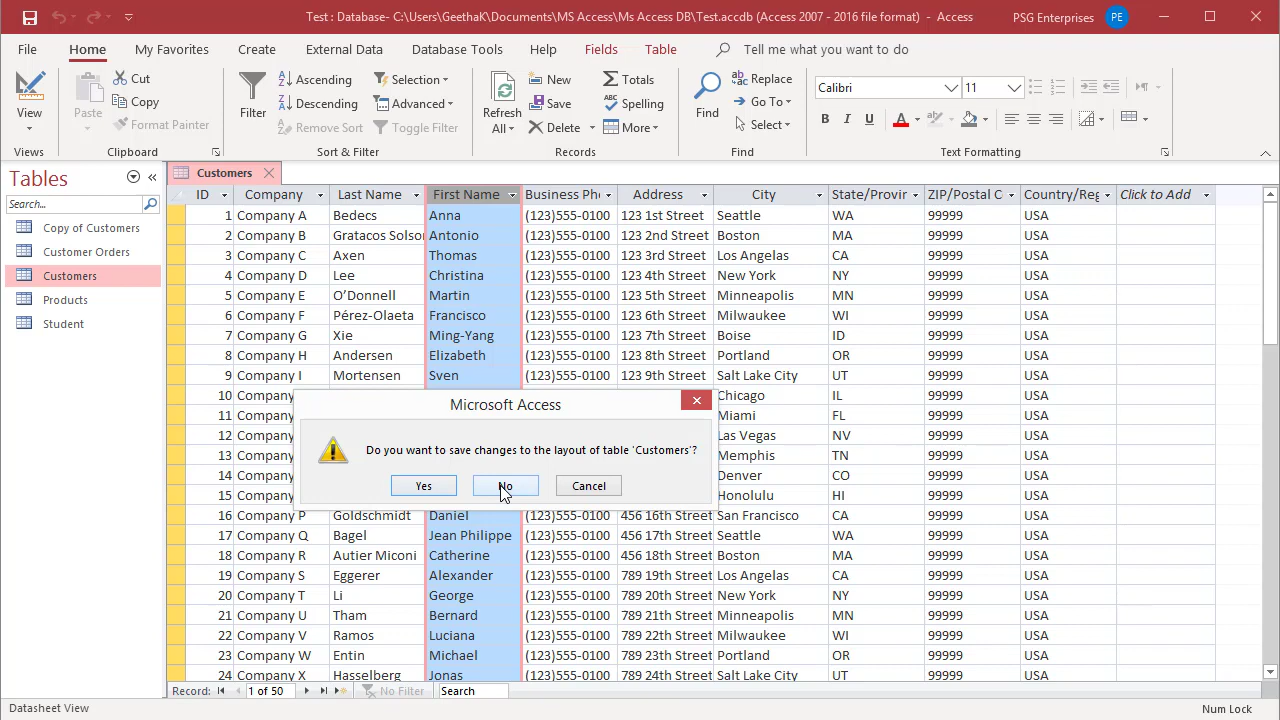 Test : Database- C:\Users\GeethaK\Documents\MS Access\Ms Access DB\Test.accdb (Access 2007 - 2016 file format) - Access PSG Enterprises PE
File Home My Favorites Create External Data Database Tools Help Fields Table Tell me what you want to do
View Paste Cut Copy Format Painter Filter Ascending Descending Remove Sort Selection Advanced Toggle Filter Refresh All New Save Delete Totals Spelling More Find Replace Go To Select Calibri 11 B I U A
Views Clipboard Sort & Filter Records Find Text Formatting
Tables
Search...
Copy of Customers
Customer Orders
Customers
Products
Student
Customers
ID Company Last Name First Name Business Ph Address City State/Provir ZIP/Postal C Country/Reg Click to Add
1 Company A Bedecs Anna (123)555-0100 123 1st Street Seattle WA 99999 USA
2 Company B Gratacos Solsor Antonio (123)555-0100 123 2nd Street Boston MA 99999 USA
3 Company C Axen Thomas (123)555-0100 123 3rd Street Los Angelas CA 99999 USA
4 Company D Lee Christina (123)555-0100 123 4th Street New York NY 99999 USA
5 Company E O’Donnell Martin (123)555-0100 123 5th Street Minneapolis MN 99999 USA
6 Company F Pérez-Olaeta Francisco (123)555-0100 123 6th Street Milwaukee WI 99999 USA
7 Company G Xie Ming-Yang (123)555-0100 123 7th Street Boise ID 99999 USA
8 Company H Andersen Elizabeth (123)555-0100 123 8th Street Portland OR 99999 USA
9 Company I Mortensen Sven (123)555-0100 123 9th Street Salt Lake City UT 99999 USA
10 Chicago IL 99999 USA
11 Miami FL 99999 USA
12 Las Vegas NV 99999 USA
13 Memphis TN 99999 USA
14 Denver CO 99999 USA
15 Honolulu HI 99999 USA
Microsoft Access
Do you want to save changes to the layout of table 'Customers'?
Yes No Cancel
16 Company P Goldschmidt Daniel (123)555-0100 456 16th Street San Francisco CA 99999 USA
17 Company Q Bagel Jean Philippe (123)555-0100 456 17th Street Seattle WA 99999 USA
18 Company R Autier Miconi Catherine (123)555-0100 456 18th Street Boston MA 99999 USA
19 Company S Eggerer Alexander (123)555-0100 789 19th Street Los Angelas CA 99999 USA
20 Company T Li George (123)555-0100 789 20th Street New York NY 99999 USA
21 Company U Tham Bernard (123)555-0100 789 21th Street Minneapolis MN 99999 USA
22 Company V Ramos Luciana (123)555-0100 789 22th Street Milwaukee WI 99999 USA
23 Company W Entin Michael (123)555-0100 789 23th Street Portland OR 99999 USA
24 Company X Hasselberg Jonas (123)555-0100 789 24th Street Salt Lake City UT 99999 USA
Record: 1 of 50 No Filter Search
Datasheet View Num Lock